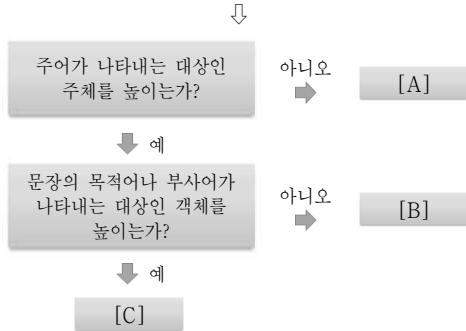 주어가 나타내는 대상인
주체를 높이는가?
아니오
[A]
예
문장의 목적어나 부사어가
나타내는 대상인 객체를
높이는가?
아니오
[B]
예
[C]